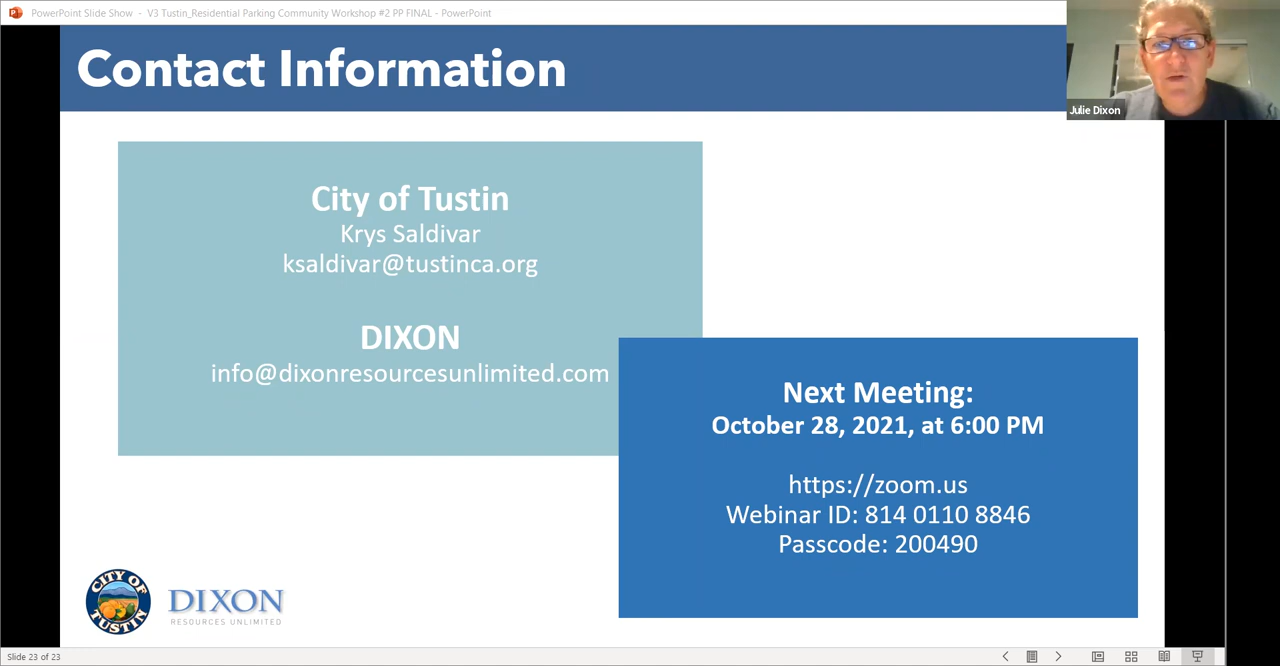 PowerPoint Slide Show - V3 Tustin_Residential Parking Community Workshop #2 PP FINAL - PowerPoint
Contact Information
Julie Dixon
City of Tustin
Krys Saldivar
ksaldivar@tustinca.org
DIXON
info@dixonresourcesunlimited.com
Next Meeting:
October 28, 2021, at 6:00 PM
https://zoom.us
Webinar ID: 814 0110 8846
Passcode: 200490
CITY OF
TUSTIN
DIXON
RESOURCES UNLIMITED
Slide 23 of 23